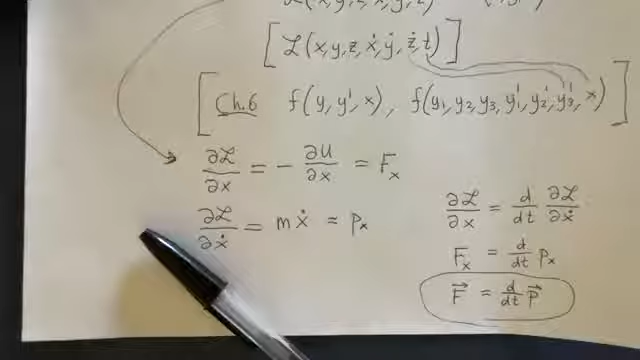 [ℒ(x,y,z,ẋ,ẏ,ż,t)]
[Ch.6 f(y,y',x), f(y₁,y₂,y₃,y₁',y₂',y₃',x)]
∂ℒ/∂x = -∂U/∂x = Fₓ
∂ℒ/∂ẋ = mẋ = pₓ
∂ℒ/∂x = d/dt ∂ℒ/∂ẋ
Fₓ = d/dt pₓ
F⃗ = d/dt p⃗